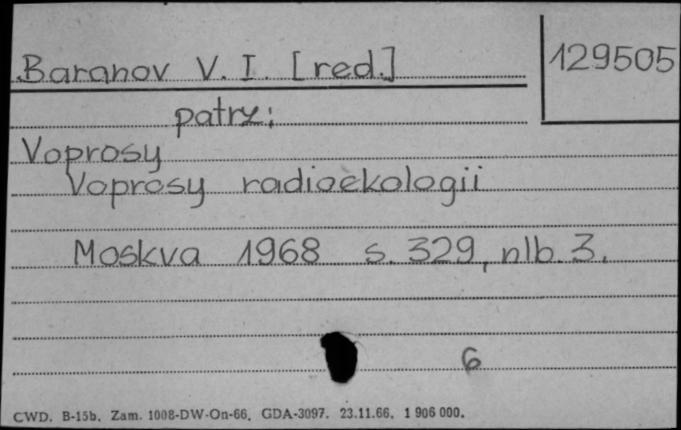 Baranov V. I. [red.]
129505
patrz:
Voprosy
Voprosy radioekologii
Moskva 1968 s. 329, nlb. 3.
6
CWD. B-15b. Zam. 1008-DW-On-66. GDA-3097. 23.11.66. 1 906 000.